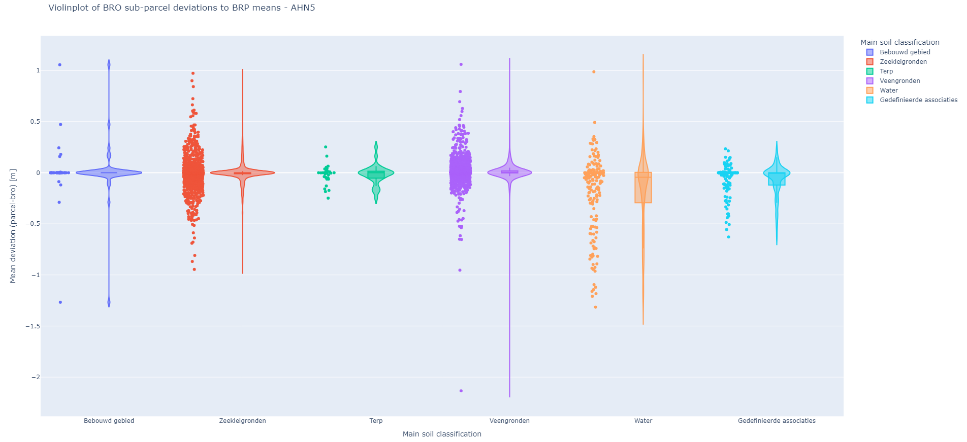 Violinplot of BRO sub-parcel deviations to BRP means - AHN5
Main soil classification
Bebouwd gebied
Zeekleigronden
Terp
Veengronden
Water
Gedefinieerde associaties
Mean deviation (parcel-bro) [m]
1
0.5
0
−0.5
−1
−1.5
−2
Bebouwd gebied
Zeekleigronden
Terp
Veengronden
Water
Gedefinieerde associaties
Main soil classification